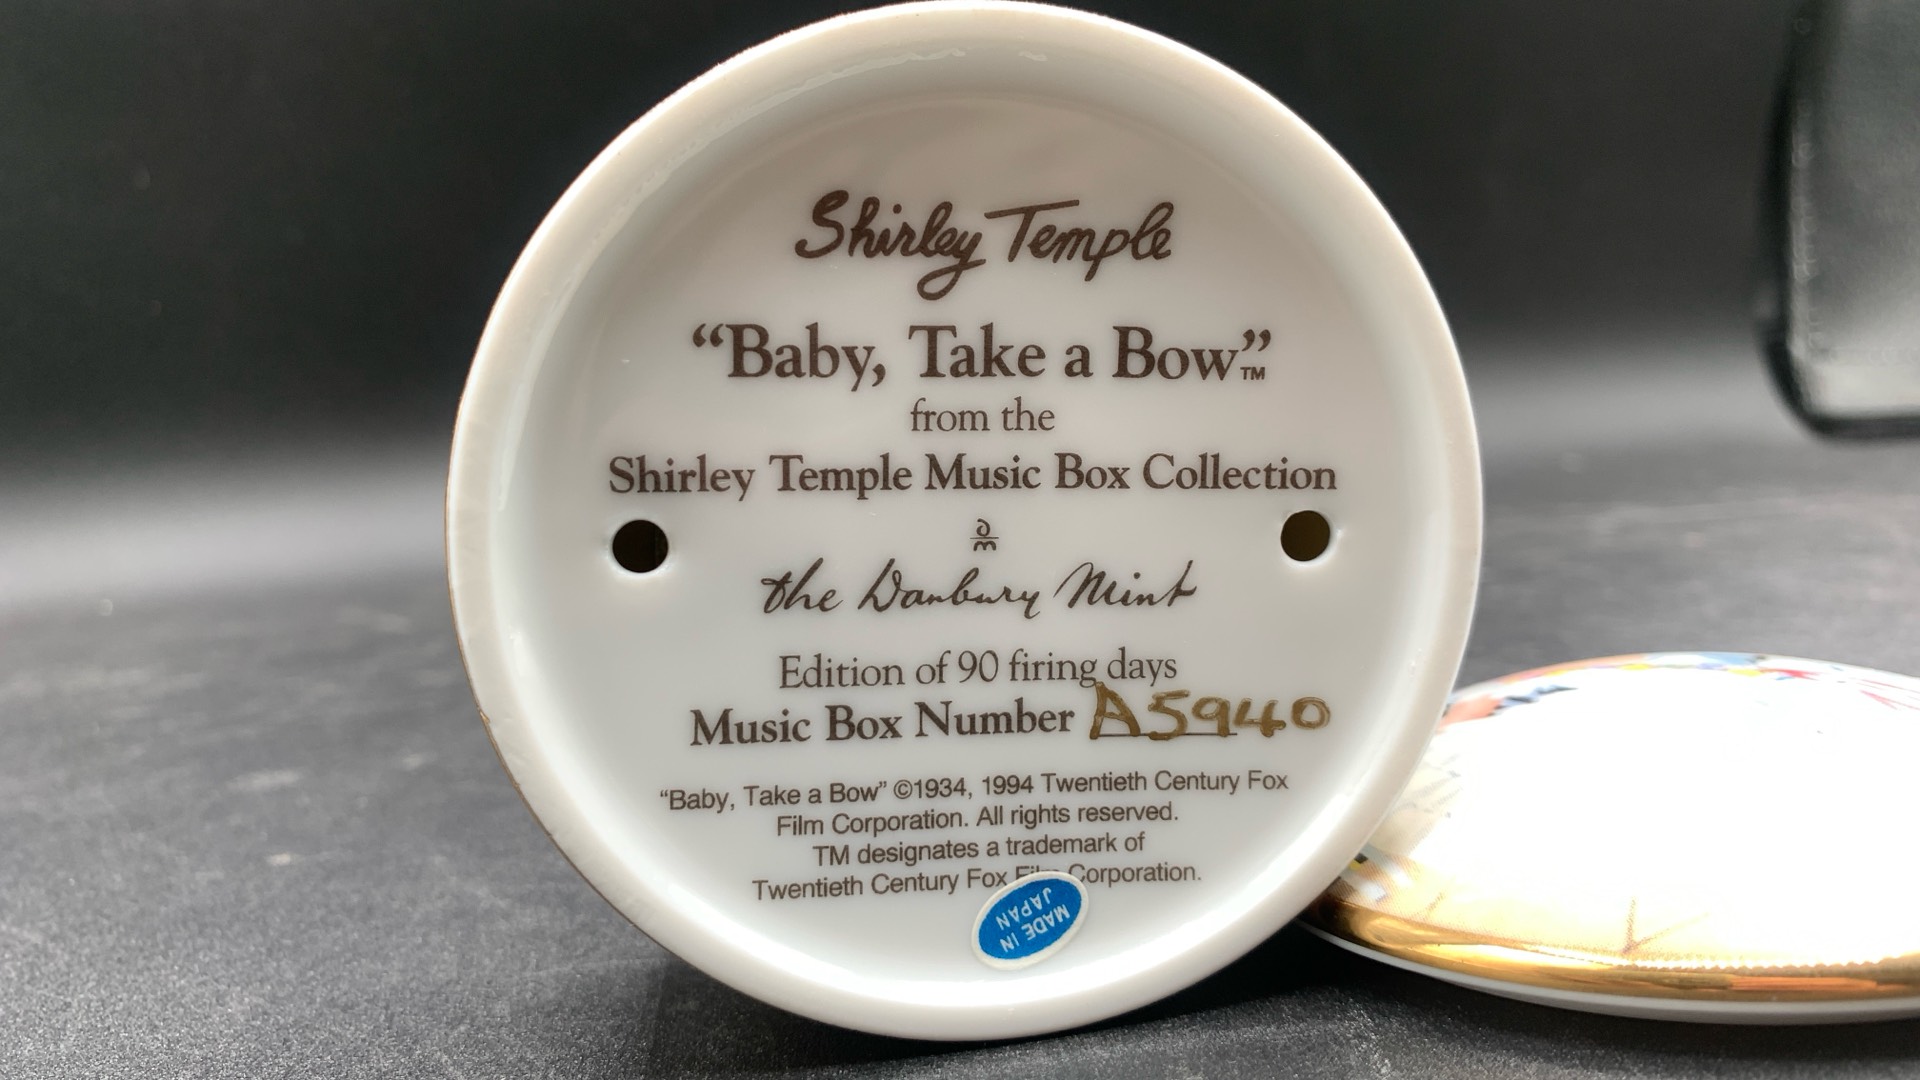 Shirley Temple
“Baby, Take a Bow”™
from the
Shirley Temple Music Box Collection
the Danbury Mint
Edition of 90 firing days
Music Box Number A5940
“Baby, Take a Bow” ©1934, 1994 Twentieth Century Fox
Film Corporation. All rights reserved.
TM designates a trademark of
Twentieth Century Fox Film Corporation.
MADE IN
JAPAN